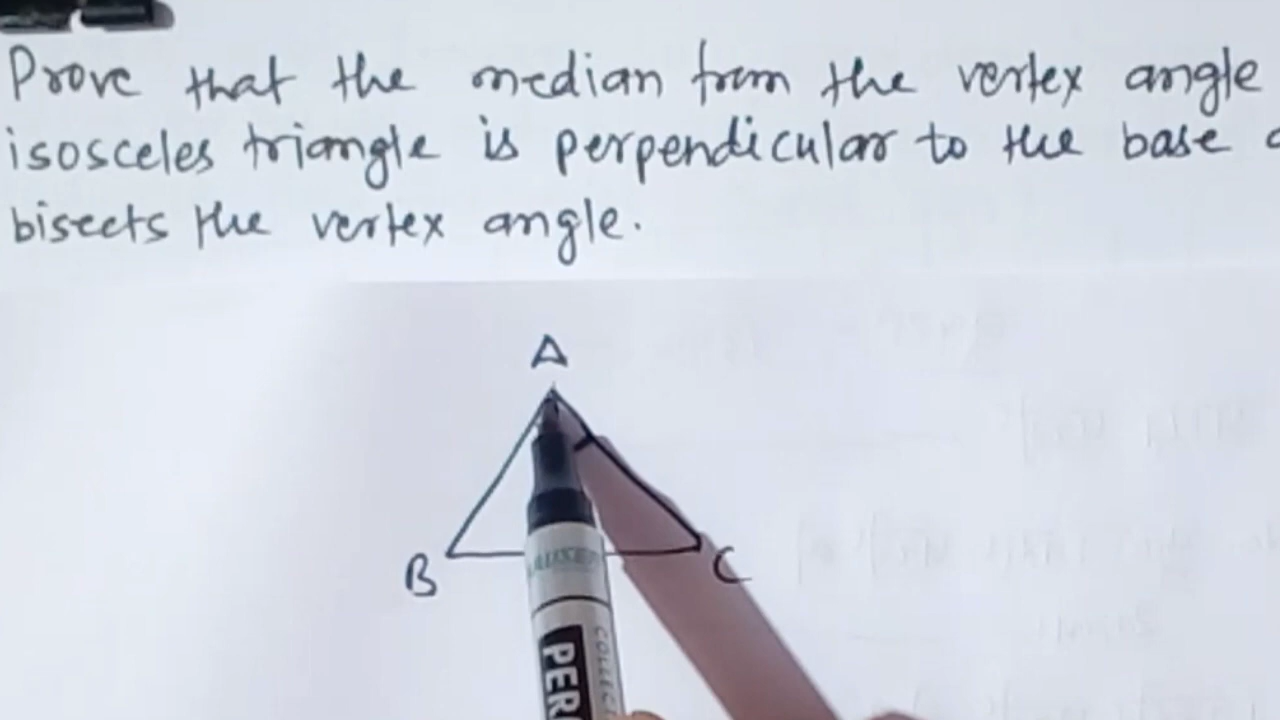 Prove that the median from the vertex angle
isosceles triangle is perpendicular to the base
bisects the vertex angle.
A
B
C
PER
COLLEC